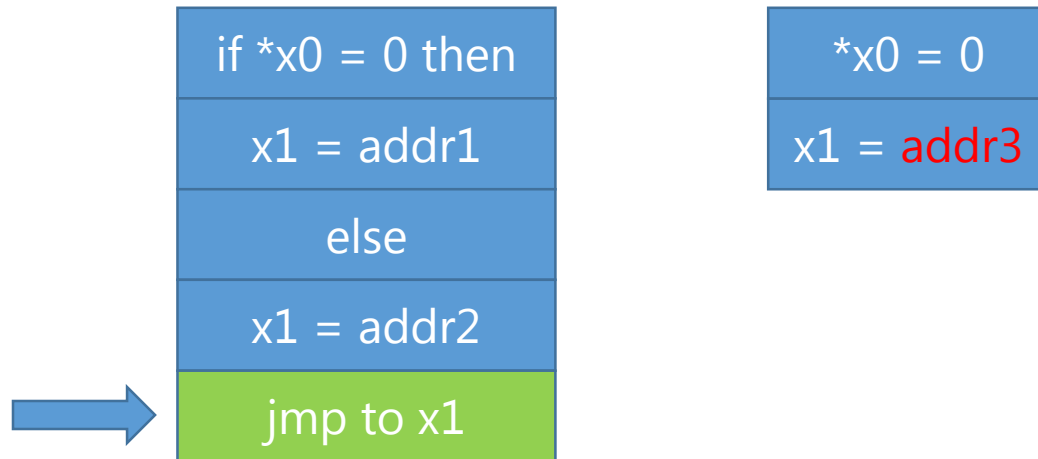 if *x0 = 0 then
x1 = addr1
else
x1 = addr2
jmp to x1
*x0 = 0
x1 = addr3